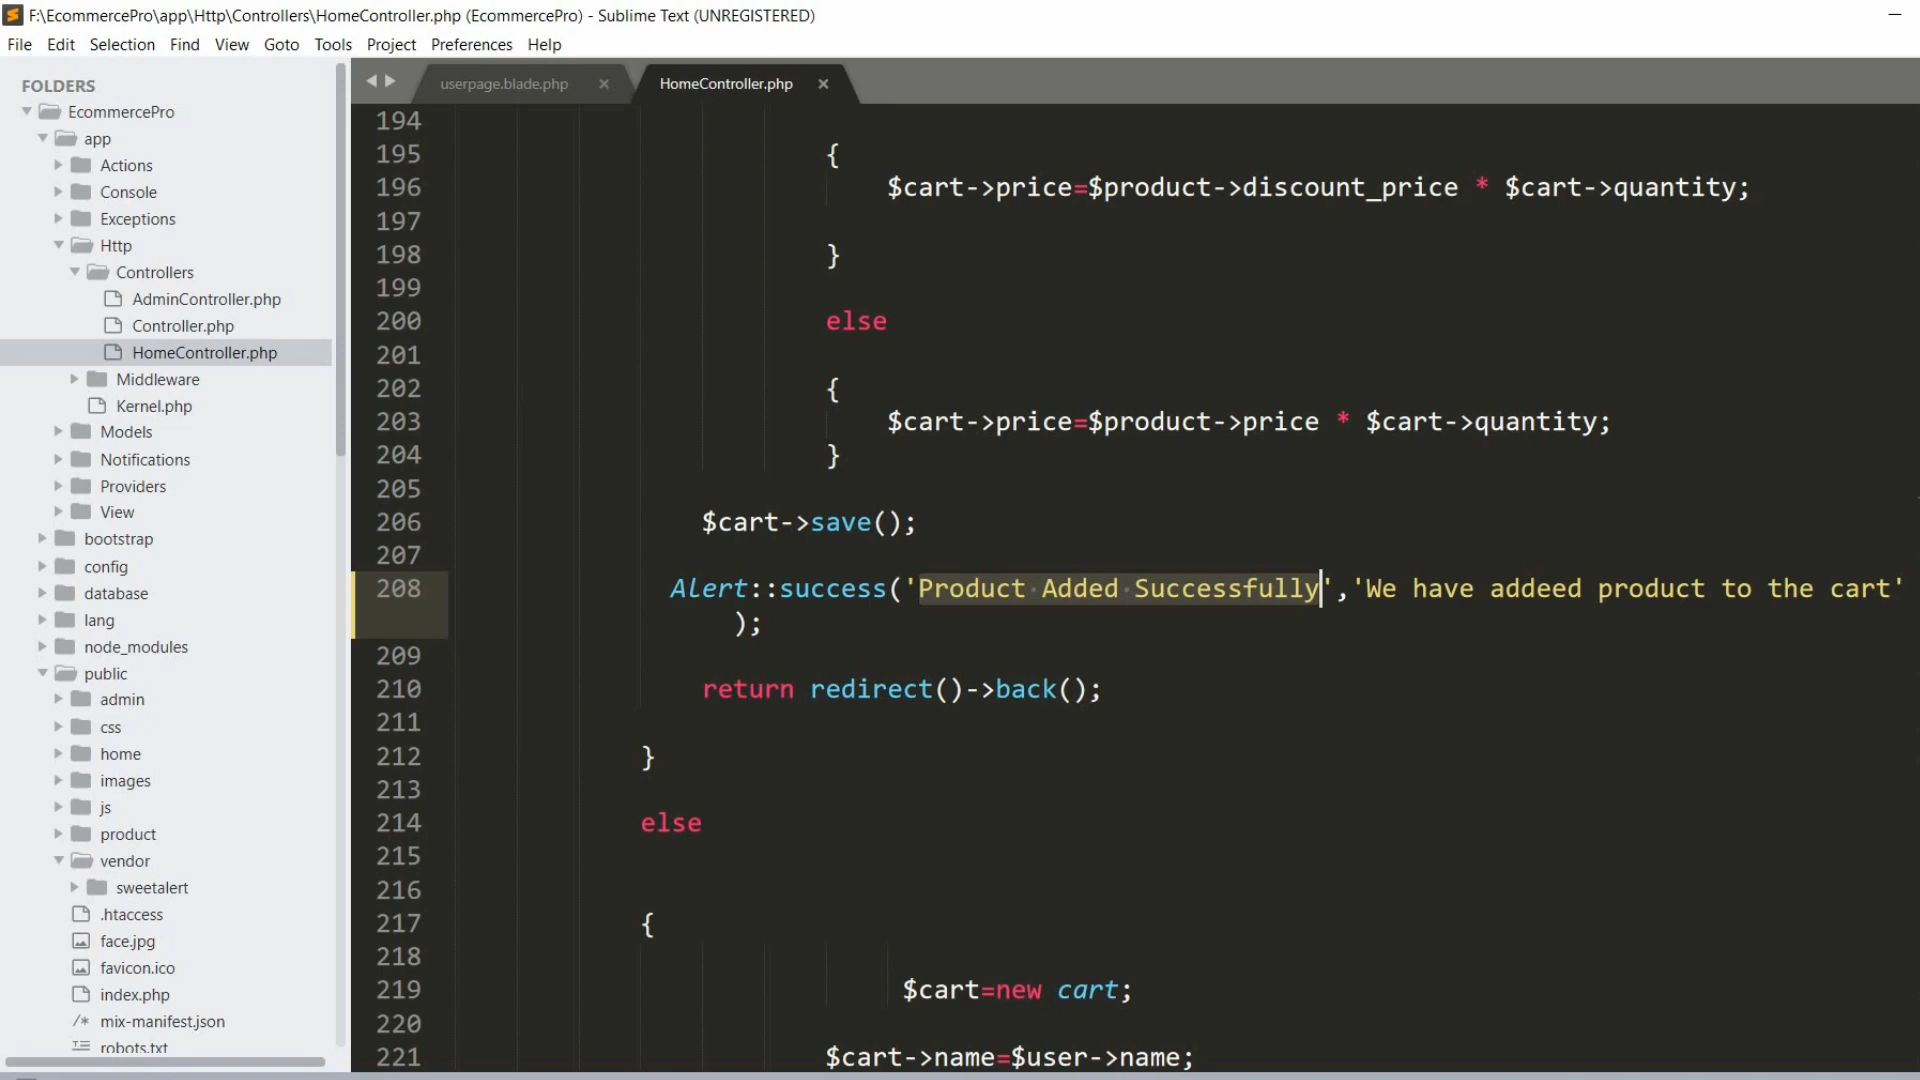 F:\EcommercePro\app\Http\Controllers\HomeController.php (EcommercePro) - Sublime Text (UNREGISTERED)
File Edit Selection Find View Goto Tools Project Preferences Help
FOLDERS
EcommercePro
app
Actions
Console
Exceptions
Http
Controllers
AdminController.php
Controller.php
HomeController.php
Middleware
Kernel.php
Models
Notifications
Providers
View
bootstrap
config
database
lang
node_modules
public
admin
css
home
images
js
product
vendor
sweetalert
.htaccess
face.jpg
favicon.ico
index.php
/* mix-manifest.json
robots.txt
userpage.blade.php × HomeController.php ×
194
195 {
196 $cart->price=$product->discount_price * $cart->quantity;
197
198 }
199
200 else
201
202 {
203 $cart->price=$product->price * $cart->quantity;
204 }
205
206 $cart->save();
207
208 Alert::success('Product Added Successfully','We have addeed product to the cart'
);
209
210 return redirect()->back();
211
212 }
213
214 else
215
216
217 {
218
219 $cart=new cart;
220
221 $cart->name=$user->name;